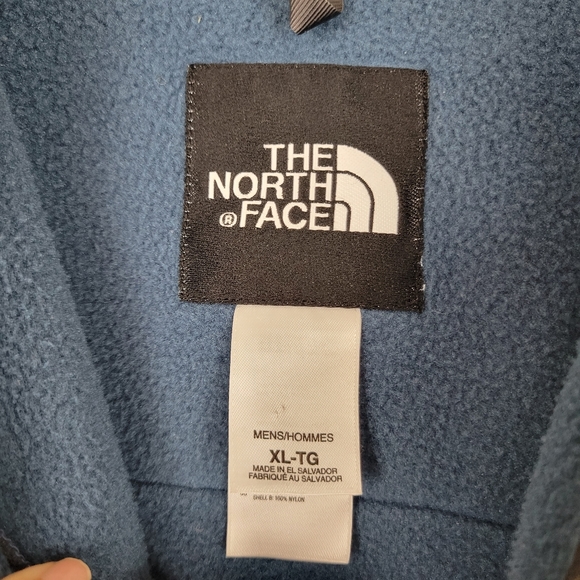 THE
NORTH
® FACE
MENS/HOMMES
XL-TG
MADE IN EL SALVADOR
FABRIQUÉ AU SALVADOR
SHELL B: 100% NYLON